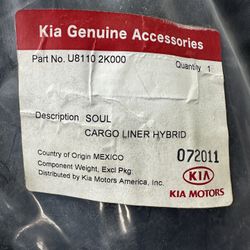 Kia Genuine Accessories
Part No. U8110 2K000
Quantity 1
Description SOUL
CARGO LINER HYBRID
Country of Origin MEXICO
072011
Component Weight, Excl Pkg.
Distributed by Kia Motors America, Inc.
KIA
KIA MOTORS